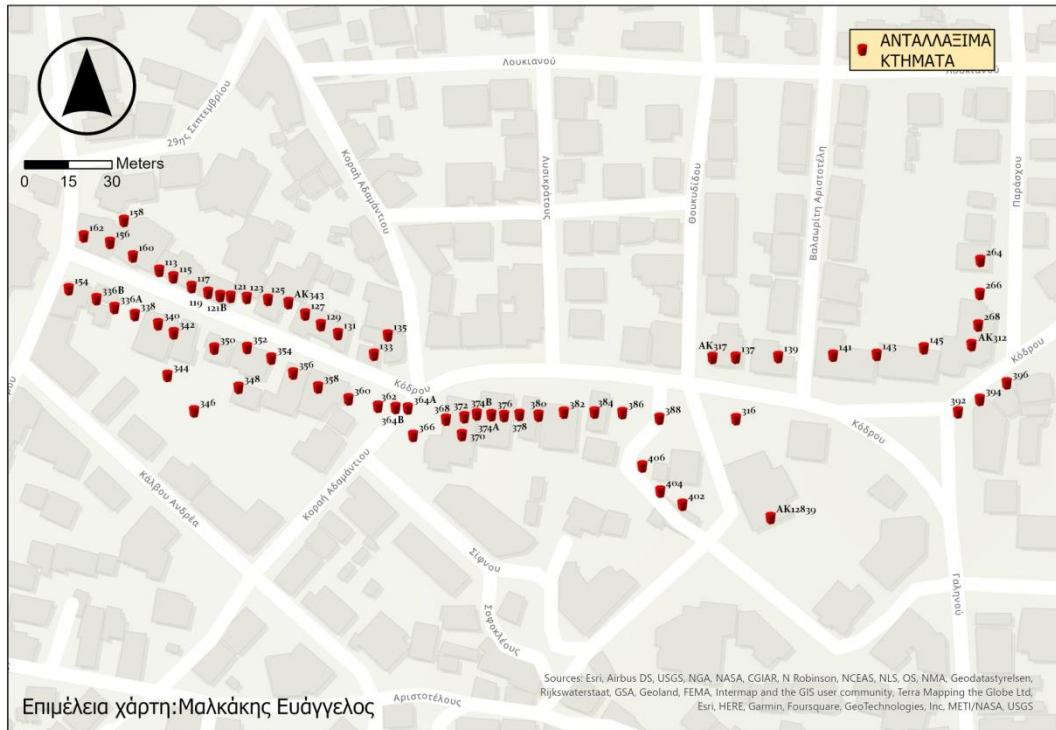 ΑΝΤΑΛΛΑΞΙΜΑ
ΚΤΗΜΑΤΑ
Λουκιανού
Λουκιανού
29ης Σεπτεμβρίου
Meters
0 15 30
Κοραή Αδαμάντιου
Λυσικράτους
Θουκυδίδου
Βαλαωρίτη Αριστοτέλη
Παράσχου
158
162
156
160
264
113
115
117
119
121B
121
123
125
AK343
127
129
131
135
133
154
336B
336A
338
340
342
350
352
354
356
358
344
348
346
360
362
364B
364A
366
Κόδρου
368
372
370
374B
374A
376
378
380
382
384
386
388
AK317
137
139
141
143
145
266
268
AK312
Κόδρου
396
394
392
316
Κόδρου
406
404
402
AK12839
Κάλβου Ανδρέα
Κοραή Αδαμάντιου
Σίφνου
Σοφοκλέους
Γαληνού
Αριστοτέλους
Επιμέλεια χάρτη:Μαλκάκης Ευάγγελος
Sources: Esri, Airbus DS, USGS, NGA, NASA, CGIAR, N Robinson, NCEAS, NLS, OS, NMA, Geodatastyrelsen,
Rijkswaterstaat, GSA, Geoland, FEMA, Intermap and the GIS user community, Terra Mapping the Globe Ltd,
Esri, HERE, Garmin, Foursquare, GeoTechnologies, Inc, METI/NASA, USGS